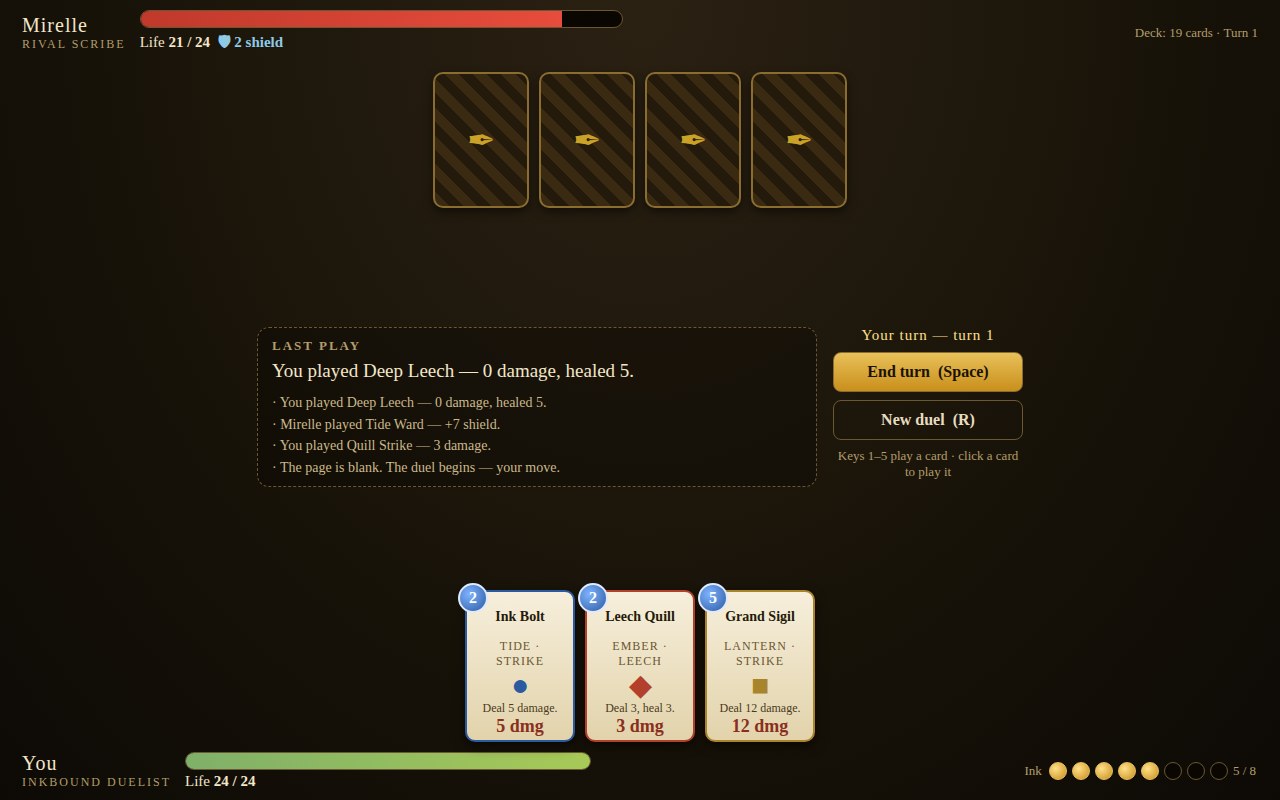 Mirelle
RIVAL SCRIBE
Life 21 / 24 2 shield
Deck: 19 cards · Turn 1
LAST PLAY
You played Deep Leech — 0 damage, healed 5.
· You played Deep Leech — 0 damage, healed 5.
· Mirelle played Tide Ward — +7 shield.
· You played Quill Strike — 3 damage.
· The page is blank. The duel begins — your move.
Your turn — turn 1
End turn (Space)
New duel (R)
Keys 1–5 play a card · click a card
to play it
2
Ink Bolt
TIDE ·
STRIKE
Deal 5 damage.
5 dmg
2
Leech Quill
EMBER ·
LEECH
Deal 3, heal 3.
3 dmg
5
Grand Sigil
LANTERN ·
STRIKE
Deal 12 damage.
12 dmg
You
INKBOUND DUELIST
Life 24 / 24
Ink 5 / 8